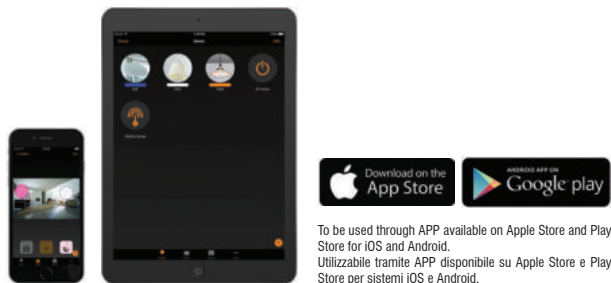 Download on the
App Store
ANDROID APP ON
Google play
To be used through APP available on Apple Store and Play
Store for iOS and Android.
Utilizzabile tramite APP disponibile su Apple Store e Play
Store per sistemi iOS e Android.